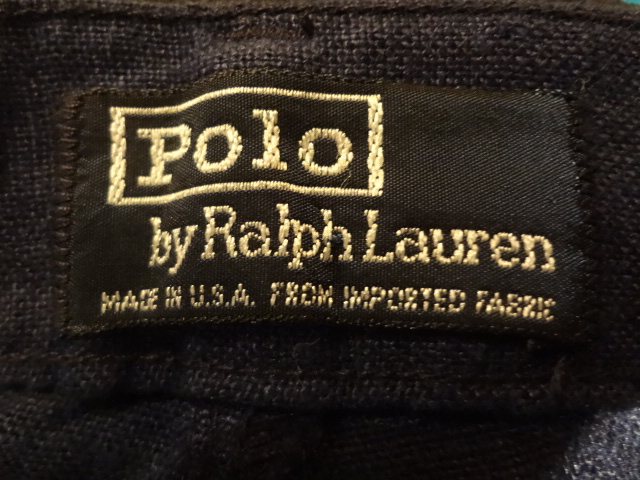 Polo
by Ralph Lauren
MADE IN U.S.A. FROM IMPORTED FABRIC